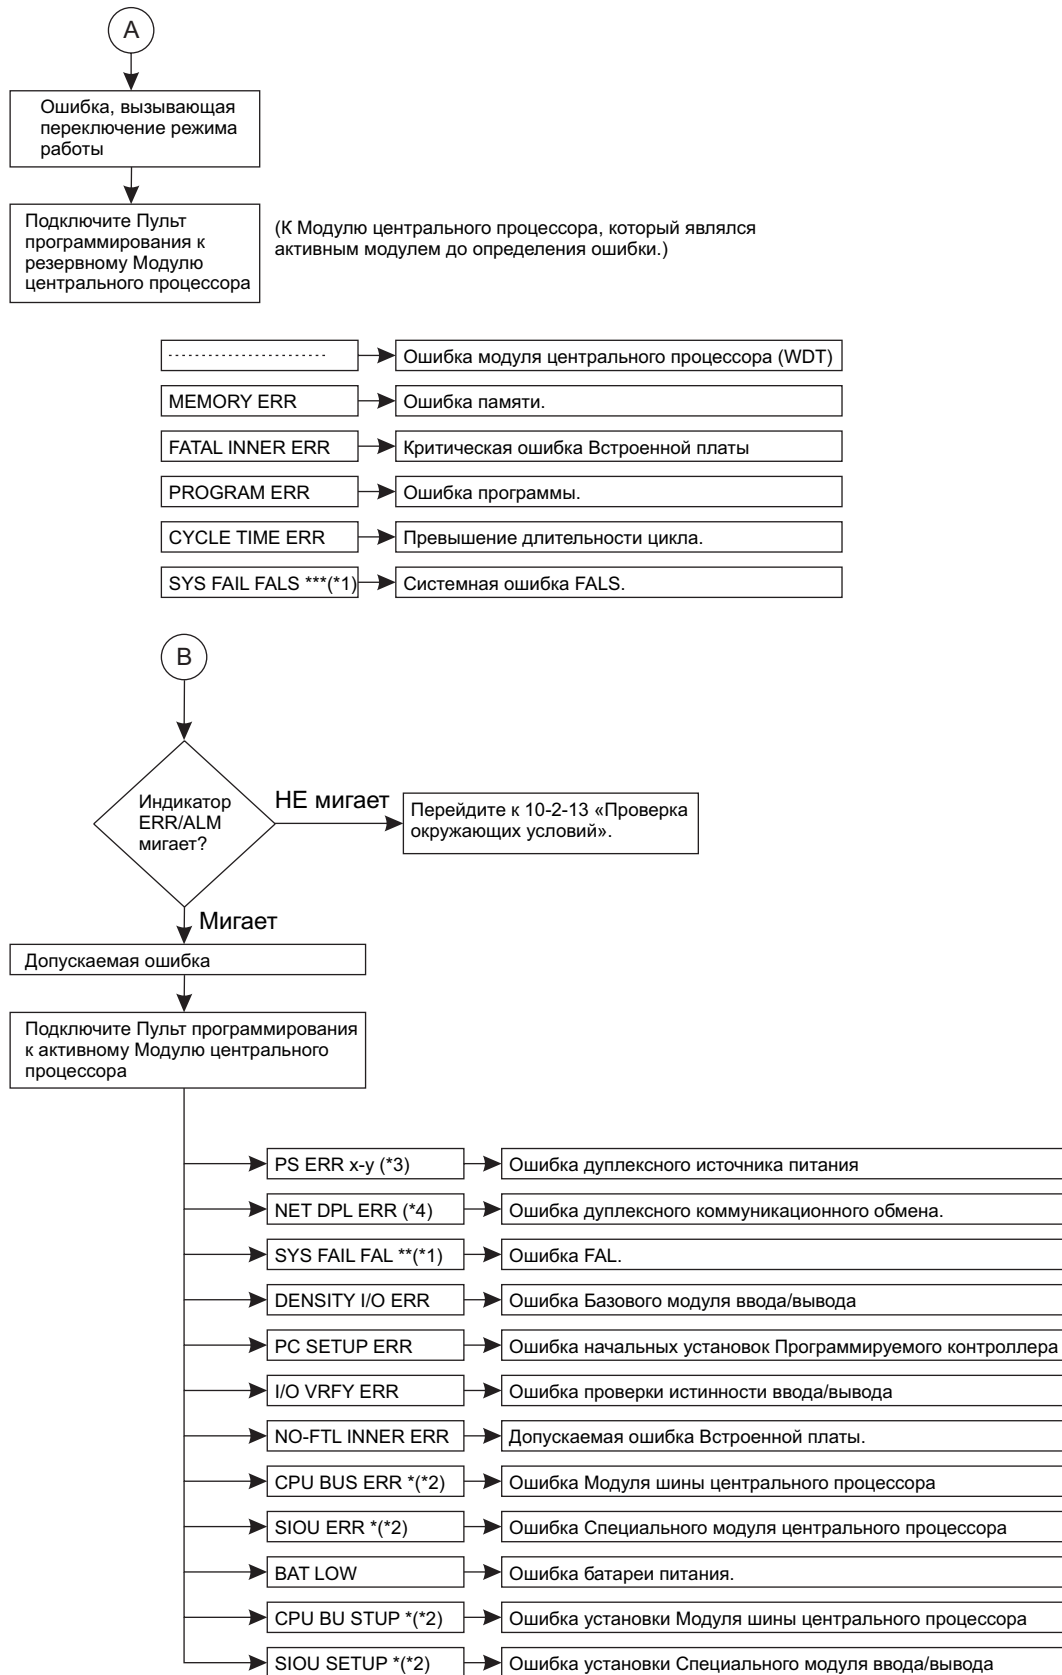 A
Ошибка, вызывающая
переключение режима
работы
Подключите Пульт
программирования к
резервному Модулю
центрального процессора
(К Модулю центрального процессора, который являлся
активным модулем до определения ошибки.)
Ошибка модуля центрального процессора (WDT)
MEMORY ERR
Ошибка памяти.
FATAL INNER ERR
Критическая ошибка Встроенной платы
PROGRAM ERR
Ошибка программы.
CYCLE TIME ERR
Превышение длительности цикла.
SYS FAIL FALS ***(*1)
Системная ошибка FALS.
B
Индикатор
ERR/ALM
мигает?
НЕ мигает
Перейдите к 10-2-13 «Проверка
окружающих условий».
Мигает
Допускаемая ошибка
Подключите Пульт программирования
к активному Модулю центрального
процессора
PS ERR x-y (*3)
Ошибка дуплексного источника питания
NET DPL ERR (*4)
Ошибка дуплексного коммуникационного обмена.
SYS FAIL FAL **(*1)
Ошибка FAL.
DENSITY I/O ERR
Ошибка Базового модуля ввода/вывода
PC SETUP ERR
Ошибка начальных установок Программируемого контроллера
I/O VRFY ERR
Ошибка проверки истинности ввода/вывода
NO-FTL INNER ERR
Допускаемая ошибка Встроенной платы.
CPU BUS ERR *(*2)
Ошибка Модуля шины центрального процессора
SIOU ERR *(*2)
Ошибка Специального модуля центрального процессора
BAT LOW
Ошибка батареи питания.
CPU BU STUP *(*2)
Ошибка установки Модуля шины центрального процессора
SIOU SETUP *(*2)
Ошибка установки Специального модуля ввода/вывода